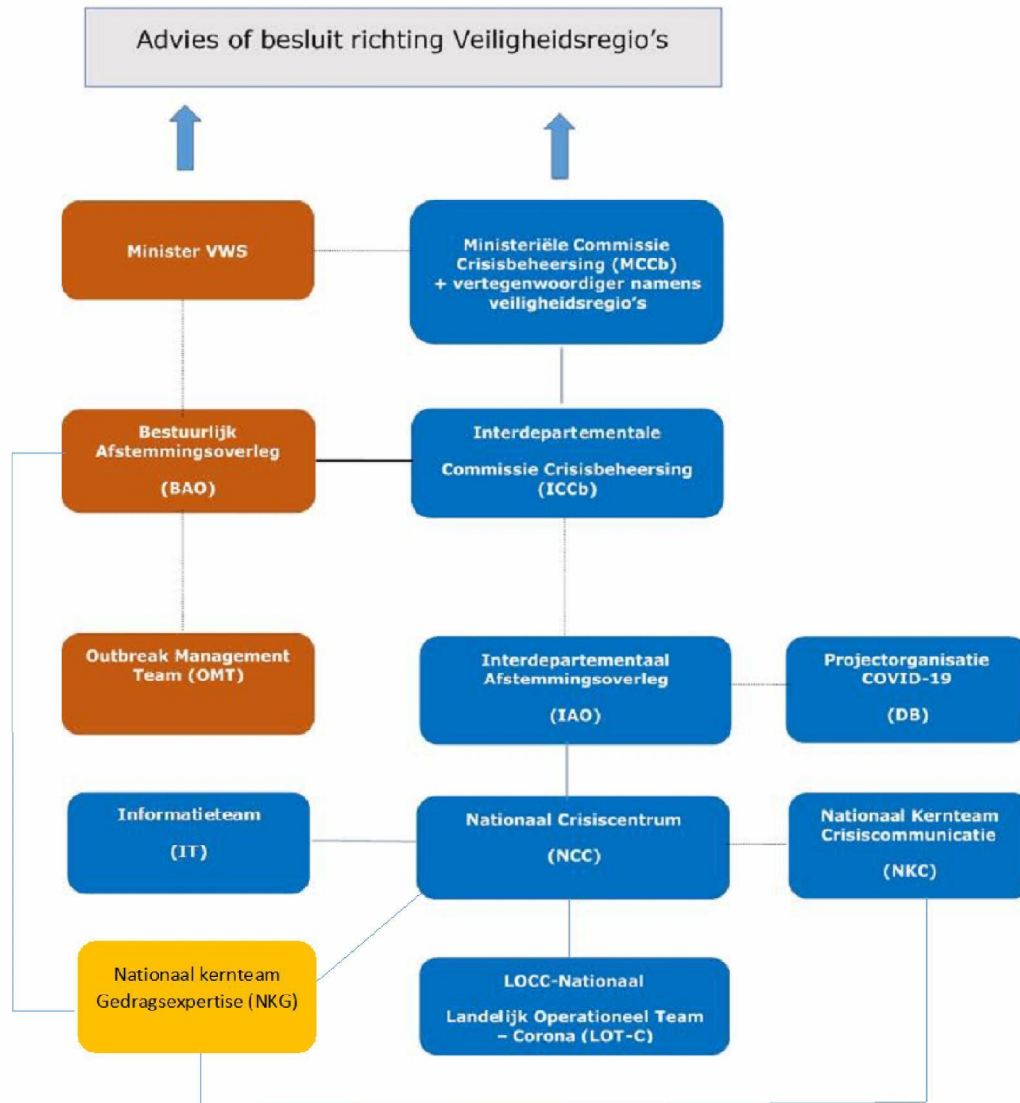 Advies of besluit richting Veiligheidsregio's
Minister VWS
Ministeriële Commissie
Crisisbeheersing (MCCb)
+ vertegenwoordiger namens
veiligheidsregio's
Bestuurlijk
Afstemmingsoverleg
(BAO)
Interdepartementale
Commissie Crisisbeheersing
(ICCb)
Outbreak Management
Team (OMT)
Interdepartementaal
Afstemmingsoverleg
(IAO)
Projectorganisatie
COVID-19
(DB)
Informatieteam
(IT)
Nationaal Crisiscentrum
(NCC)
Nationaal Kernteam
Crisiscommunicatie
(NKC)
Nationaal kernteam
Gedragsexpertise (NKG)
LOCC-Nationaal
Landelijk Operationeel Team
– Corona (LOT-C)